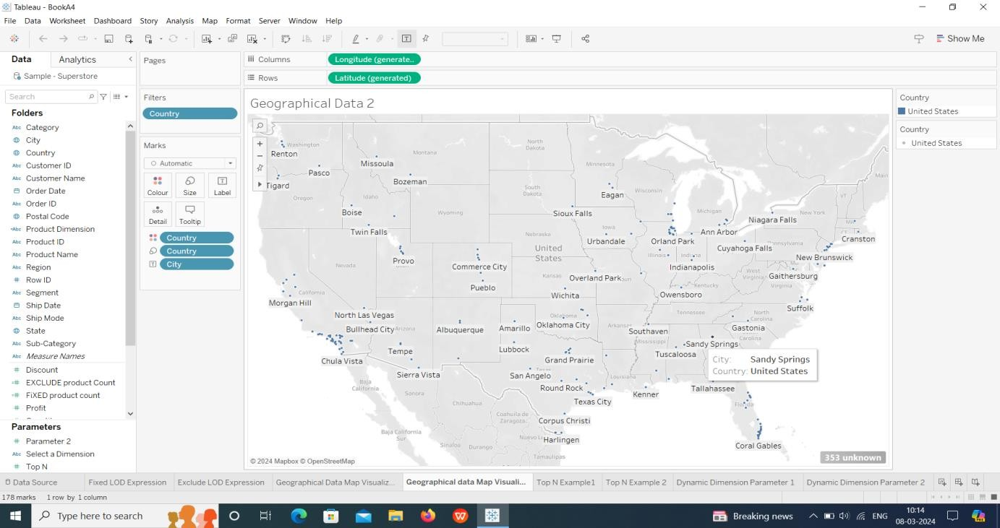 Tableau - BookA4
File Data Worksheet Dashboard Story Analysis Map Format Server Window Help
Show Me
Data Analytics
Sample - Superstore
Search
Folders
Abc Category
City
Country
Abc Customer ID
Abc Customer Name
Order Date
Abc Order ID
Postal Code
=Abc Product Dimension
Abc Product ID
Abc Product Name
Abc Region
# Row ID
Abc Segment
Ship Date
Abc Ship Mode
State
Abc Sub-Category
Abc Measure Names
# Discount
=# EXCLUDE product Count
=# FiXED product count
# Profit
Parameters
# Parameter 2
Abc Select a Dimension
# Top N
Pages
Filters
Country
Marks
Automatic
Colour Size Label
Detail Tooltip
Country
Country
City
Columns Longitude (generate..
Rows Latitude (generated)
Geographical Data 2
Washington
Renton
Pasco
Tigard
Oregon
Missoula
Montana
Bozeman
Idaho
Boise
Twin Falls
Wyoming
North Dakota
South Dakota
Minnesota
Eagan
Wisconsin
Sioux Falls
Nebraska
Iowa
Urbandale
Michigan
Ann Arbor
Niagara Falls
New York
VT
Main
Cranston
Orland Park
Cuyahoga Falls
Pennsylvania
New Brunswick
Illinois
Indiana
Indianapolis
West Virginia
Gaithersburg
Virginia
Provo
Nevada
Commerce City
Pueblo
United States
Kansas
Overland Park
Wichita
Kentucky
Owensboro
Suffolk
California
Morgan Hill
North Las Vegas
Bullhead City
Arizona
Albuquerque
Amarillo
Oklahoma
Oklahoma City
Arkansas
Tennessee
Southaven
North Carolina
Gastonia
Carolina
Mississippi
Sandy Springs
Tuscaloosa
City: Sandy Springs
Country: United States
Chula Vista
Tempe
Sierra Vista
Lubbock
Grand Prairie
San Angelo
Texas
Round Rock
Louisiana
Texas City
Kenner
Tallahassee
Florida
Coral Gables
Baja California
Sonora
Chihuahua
Coahuila de Zaragoza
Corpus Christi
Harlingen
Baja California Sur
Sinaloa
Durango
Tamaulipas
© 2024 Mapbox © OpenStreetMap
353 unknown
Country
United States
Country
United States
Data Source Fixed LOD Expression Exclude LOD Expression Geographical Data Map Visualiz... Geographical data Map Visuali... Top N Example1 Top N Example 2 Dynamic Dimension Parameter 1 Dynamic Dimension Parameter 2
178 marks 1 row by 1 column
Type here to search
Breaking news
ENG
10:14
08-03-2024